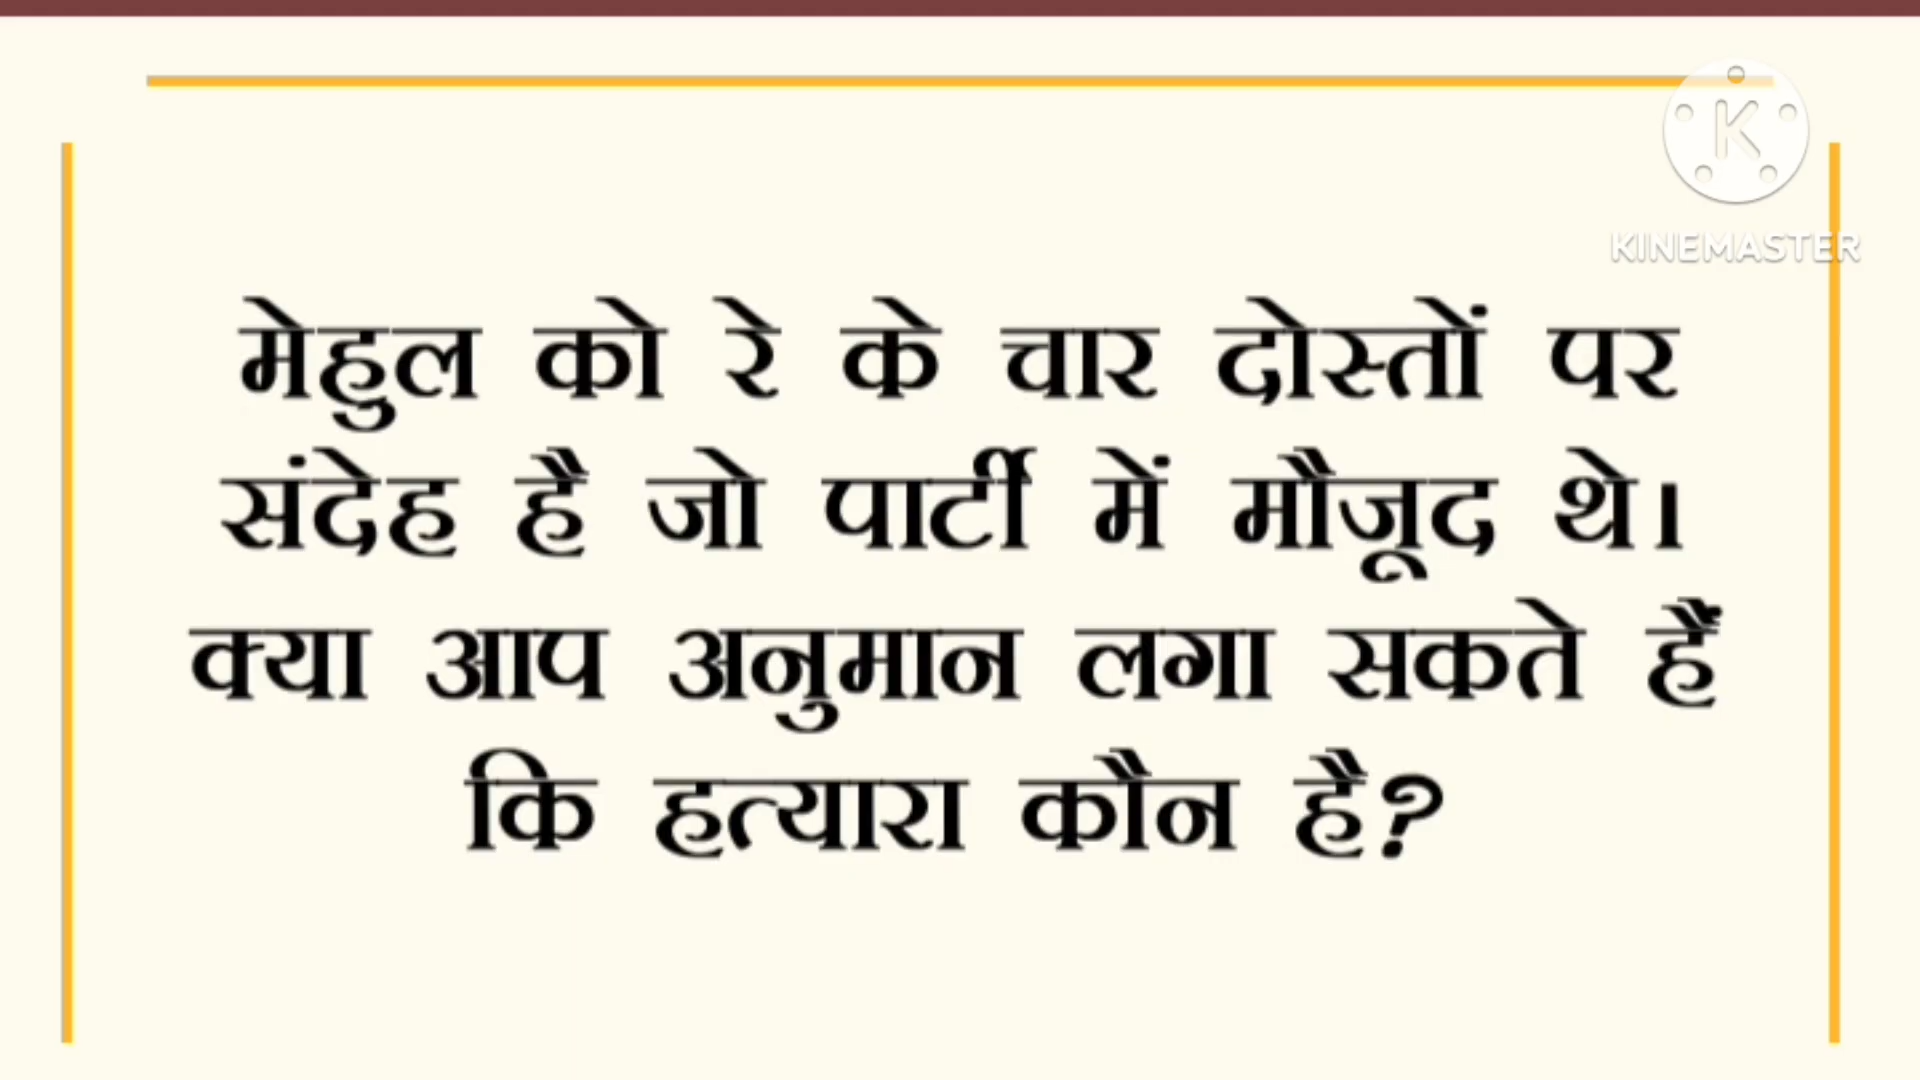 KINEMASTER
मेहुल को रे के चार दोस्तों पर
संदेह है जो पार्टी में मौजूद थे।
क्या आप अनुमान लगा सकते हैं
कि हत्यारा कौन है?